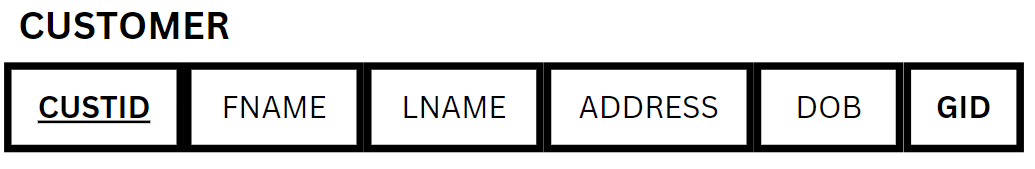 CUSTOMER
CUSTID FNAME LNAME ADDRESS DOB GID